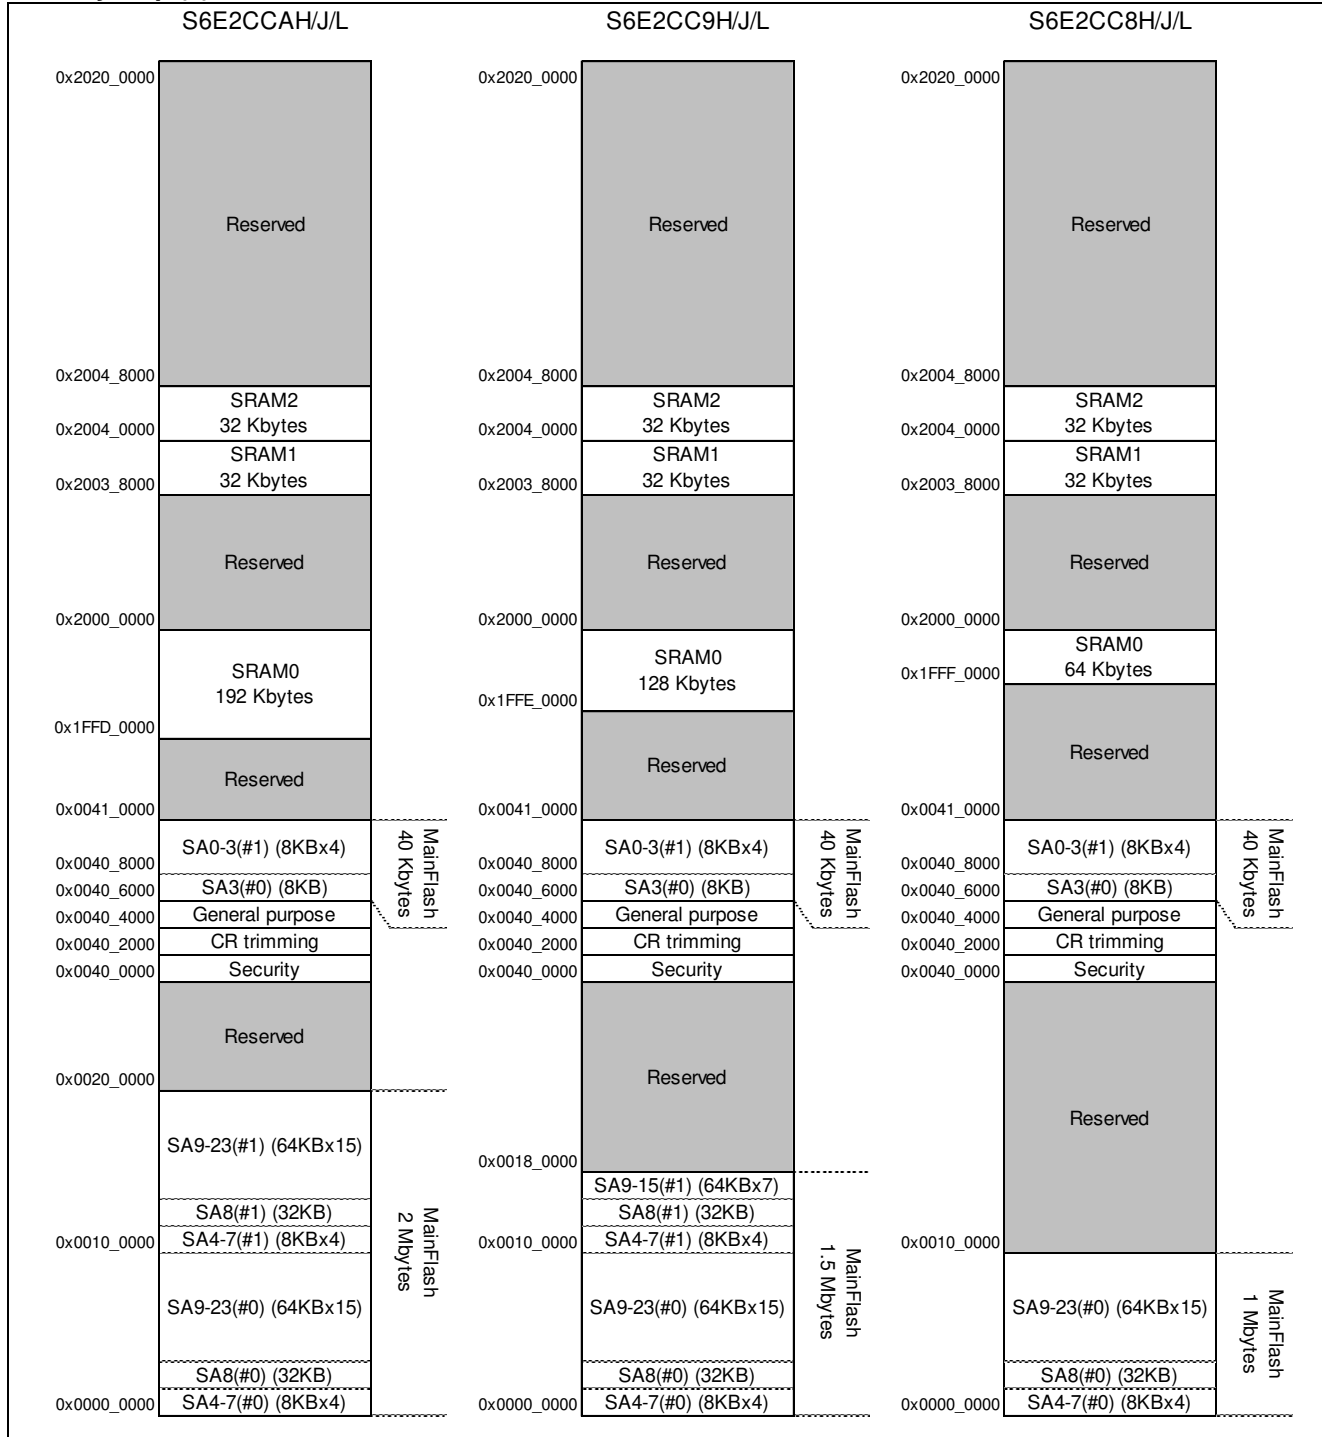 S6E2CCAH/J/L
0x2020_0000
Reserved
0x2004_8000
SRAM2
32 Kbytes
0x2004_0000
SRAM1
32 Kbytes
0x2003_8000
Reserved
0x2000_0000
SRAM0
192 Kbytes
0x1FFD_0000
Reserved
0x0041_0000
SA0-3(#1) (8KBx4)
0x0040_8000
0x0040_6000
SA3(#0) (8KB)
0x0040_4000
General purpose
0x0040_2000
CR trimming
0x0040_0000
Security
MainFlash
40 Kbytes
Reserved
0x0020_0000
SA9-23(#1) (64KBx15)
SA8(#1) (32KB)
0x0010_0000
SA4-7(#1) (8KBx4)
SA9-23(#0) (64KBx15)
SA8(#0) (32KB)
0x0000_0000
SA4-7(#0) (8KBx4)
MainFlash
2 Mbytes
S6E2CC9H/J/L
0x2020_0000
Reserved
0x2004_8000
SRAM2
32 Kbytes
0x2004_0000
SRAM1
32 Kbytes
0x2003_8000
Reserved
0x2000_0000
SRAM0
128 Kbytes
0x1FFE_0000
Reserved
0x0041_0000
SA0-3(#1) (8KBx4)
0x0040_8000
0x0040_6000
SA3(#0) (8KB)
0x0040_4000
General purpose
0x0040_2000
CR trimming
0x0040_0000
Security
MainFlash
40 Kbytes
Reserved
0x0018_0000
SA9-15(#1) (64KBx7)
SA8(#1) (32KB)
0x0010_0000
SA4-7(#1) (8KBx4)
SA9-23(#0) (64KBx15)
SA8(#0) (32KB)
0x0000_0000
SA4-7(#0) (8KBx4)
MainFlash
1.5 Mbytes
S6E2CC8H/J/L
0x2020_0000
Reserved
0x2004_8000
SRAM2
32 Kbytes
0x2004_0000
SRAM1
32 Kbytes
0x2003_8000
Reserved
0x2000_0000
SRAM0
64 Kbytes
0x1FFF_0000
Reserved
0x0041_0000
SA0-3(#1) (8KBx4)
0x0040_8000
0x0040_6000
SA3(#0) (8KB)
0x0040_4000
General purpose
0x0040_2000
CR trimming
0x0040_0000
Security
MainFlash
40 Kbytes
Reserved
0x0010_0000
SA9-23(#0) (64KBx15)
SA8(#0) (32KB)
0x0000_0000
SA4-7(#0) (8KBx4)
MainFlash
1 Mbytes